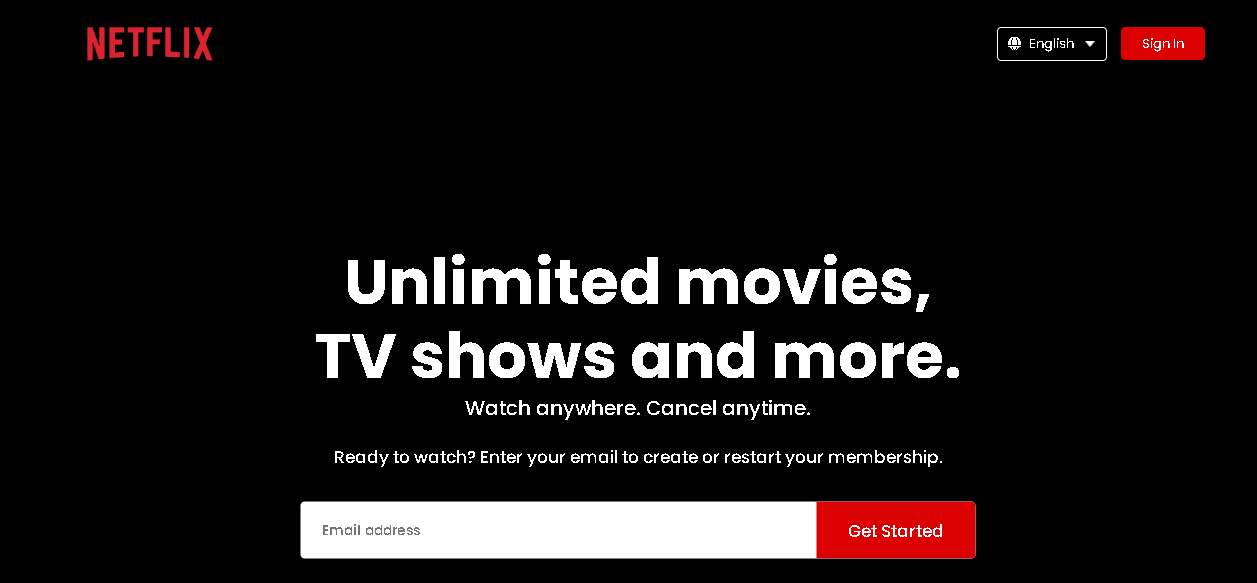 NETFLIX
English
Sign In
Unlimited movies,
TV shows and more.
Watch anywhere. Cancel anytime.
Ready to watch? Enter your email to create or restart your membership.
Email address
Get Started